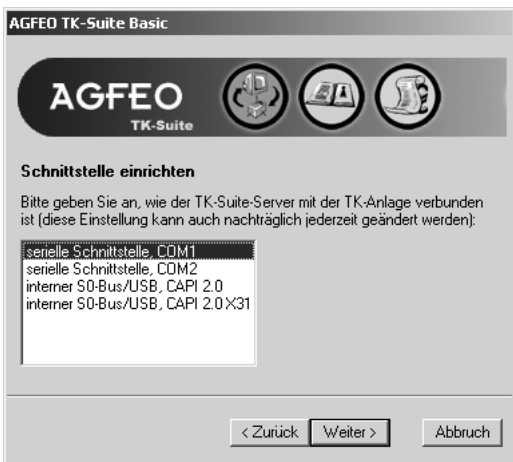 AGFEO TK-Suite Basic
AGFEO
TK-Suite
Schnittstelle einrichten
Bitte geben Sie an, wie der TK-Suite-Server mit der TK-Anlage verbunden
ist (diese Einstellung kann auch nachträglich jederzeit geändert werden):
serielle Schnittstelle, COM1
serielle Schnittstelle, COM2
interner S0-Bus/USB, CAPI 2.0
interner S0-Bus/USB, CAPI 2.0 X31
< Zurück
Weiter >
Abbruch